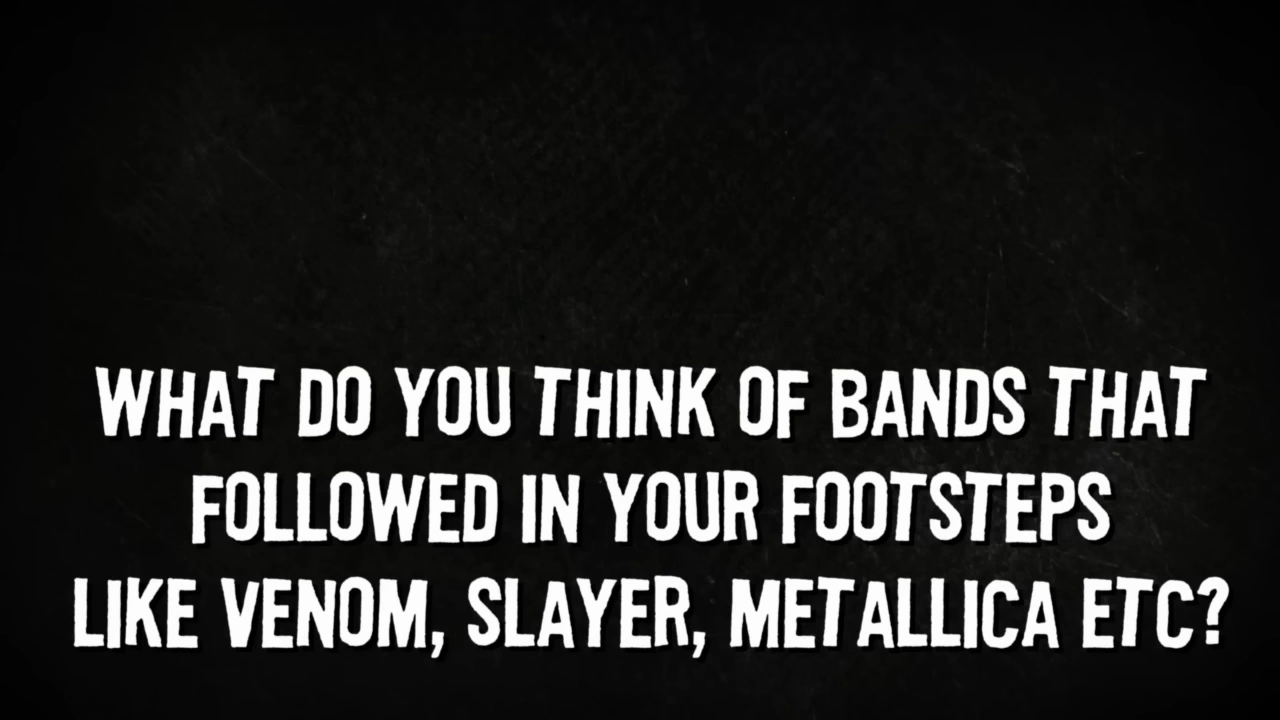 WHAT DO YOU THINK OF BANDS THAT
FOLLOWED IN YOUR FOOTSTEPS
LIKE VENOM, SLAYER, METALLICA ETC?